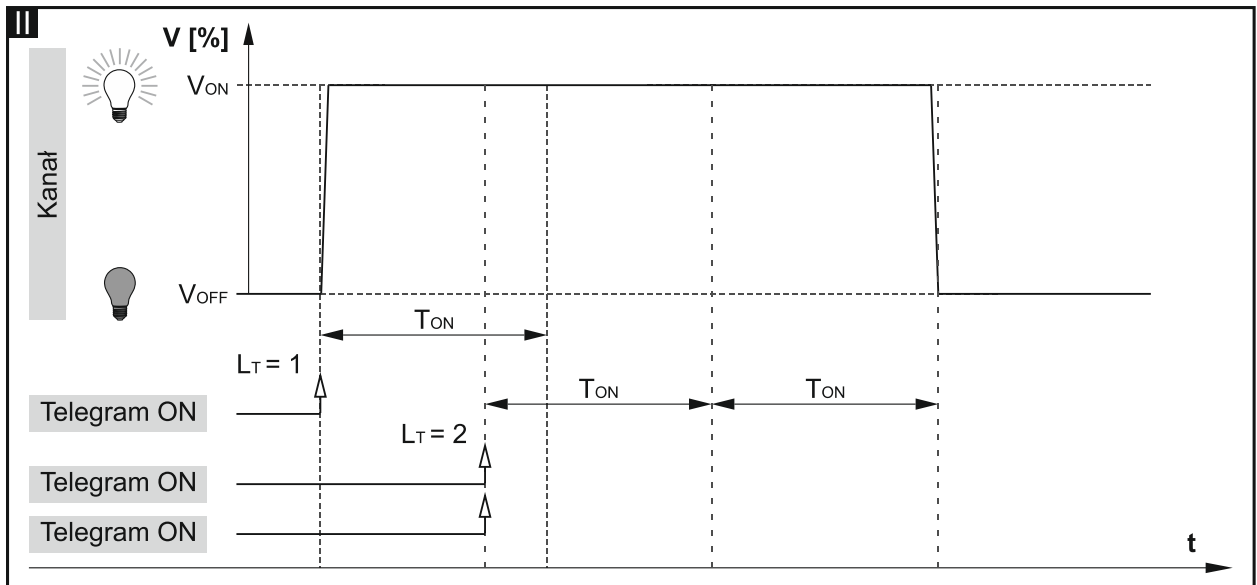 II
V [%]
VON
Kanał
VOFF
TON
LT = 1
TON
TON
Telegram ON
LT = 2
Telegram ON
Telegram ON
t